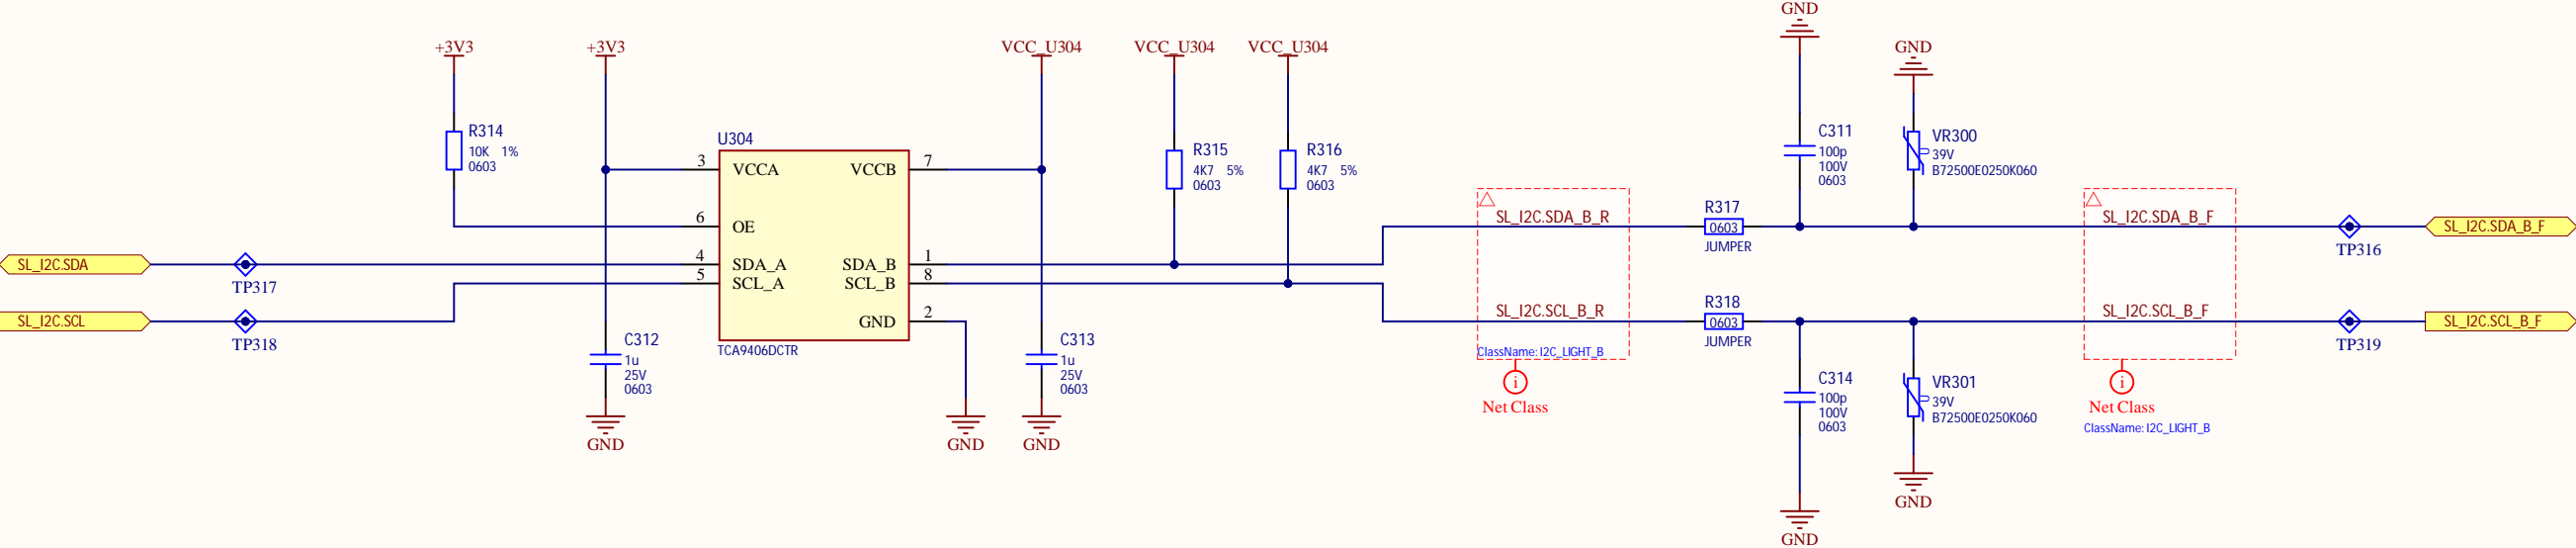 GND
+3V3
+3V3
VCC_U304
VCC_U304
VCC_U304
GND
R314
10K 1%
0603
U304
3
VCCA
VCCB
7
6
OE
4
SDA_A
SDA_B
1
5
SCL_A
SCL_B
8
GND
2
TCA9406DCTR
R315
4K7 5%
0603
R316
4K7 5%
0603
C311
100p
100V
0603
VR300
39V
B72500E0250K060
SL_I2C.SDA
TP317
SL_I2C.SCL
TP318
C312
1u
25V
0603
GND
GND
C313
1u
25V
0603
GND
SL_I2C.SDA_B_R
SL_I2C.SCL_B_R
ClassName: I2C_LIGHT_B
i
Net Class
R317
0603
JUMPER
R318
0603
JUMPER
C314
100p
100V
0603
GND
VR301
39V
B72500E0250K060
GND
SL_I2C.SDA_B_F
SL_I2C.SCL_B_F
i
Net Class
ClassName: I2C_LIGHT_B
TP316
SL_I2C.SDA_B_F
TP319
SL_I2C.SCL_B_F